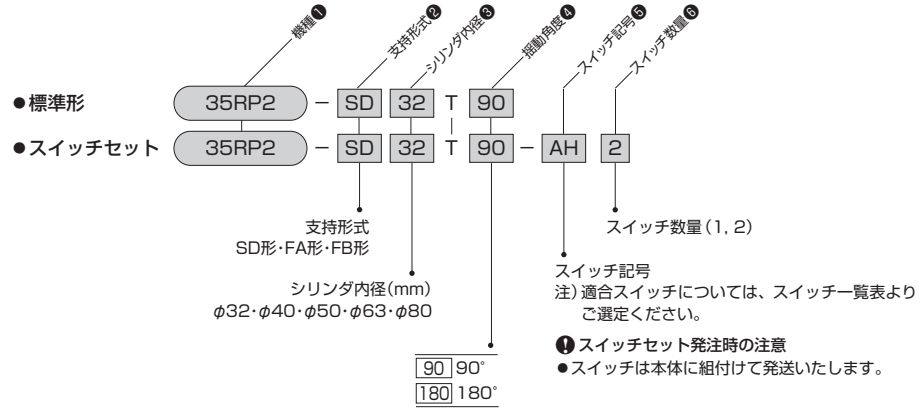 機種❶
支持形式❷
シリンダ内径❸
揺動角度❹
スイッチ記号❺
スイッチ数量❻
●標準形 35RP2 − SD 32 T 90
●スイッチセット 35RP2 − SD 32 T 90 − AH 2
支持形式
SD形・FA形・FB形
スイッチ数量(1, 2)
シリンダ内径(mm)
φ32・φ40・φ50・φ63・φ80
スイッチ記号
注)適合スイッチについては、スイッチ一覧表より
ご選定ください。
90 90°
180 180°
! スイッチセット発注時の注意
●スイッチは本体に組付けて発送いたします。